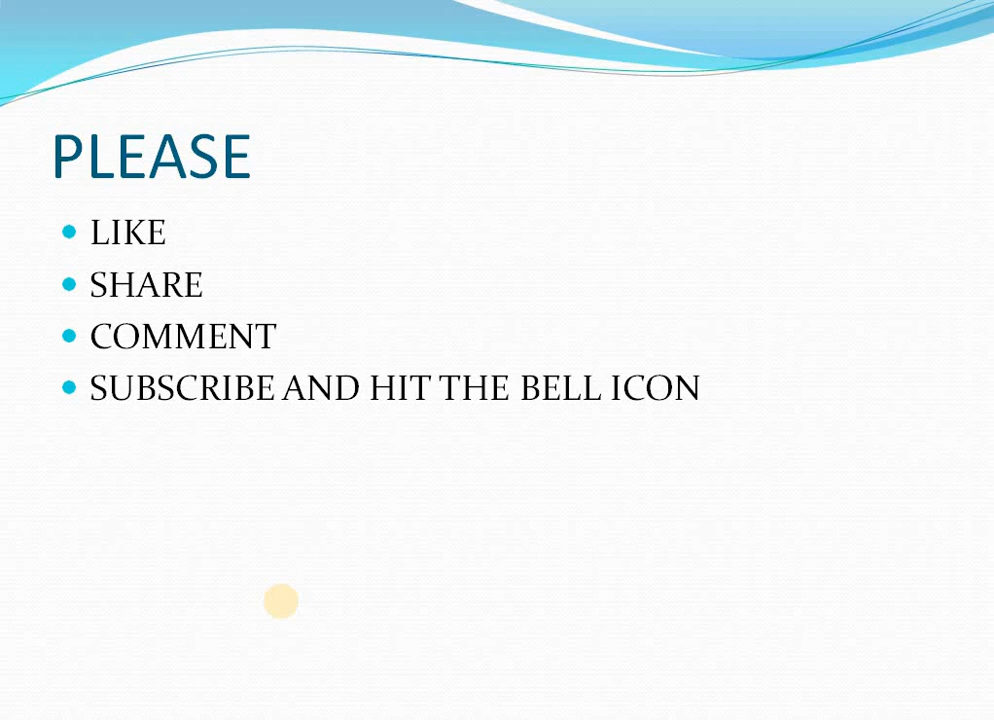 PLEASE
LIKE
SHARE
COMMENT
SUBSCRIBE AND HIT THE BELL ICON